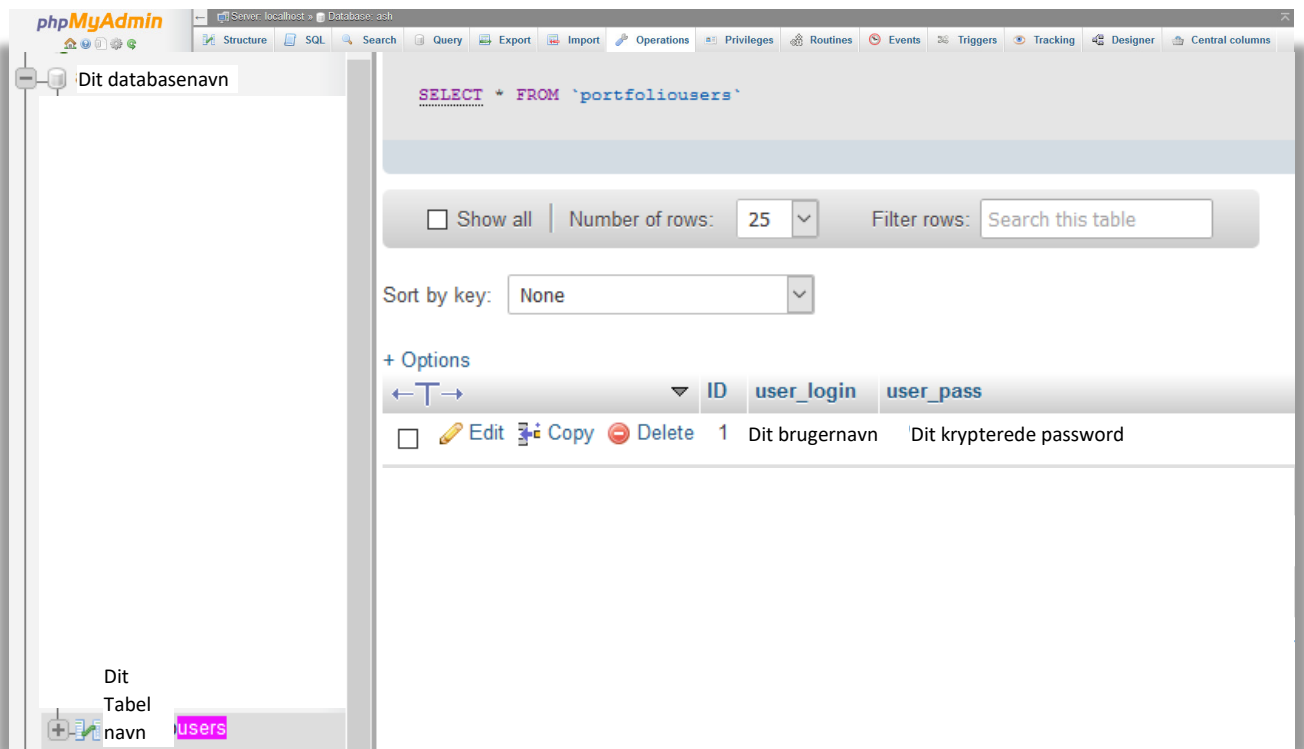 phpMyAdmin
Server: localhost » Database: ash
Structure SQL Search Query Export Import Operations Privileges Routines Events Triggers Tracking Designer Central columns
Dit databasenavn
SELECT * FROM `portfoliousers`
Show all Number of rows: 25 Filter rows: Search this table
Sort by key: None
+ Options
←T→ ID user_login user_pass
Edit Copy Delete 1 Dit brugernavn Dit krypterede password
Dit
Tabel
navn users